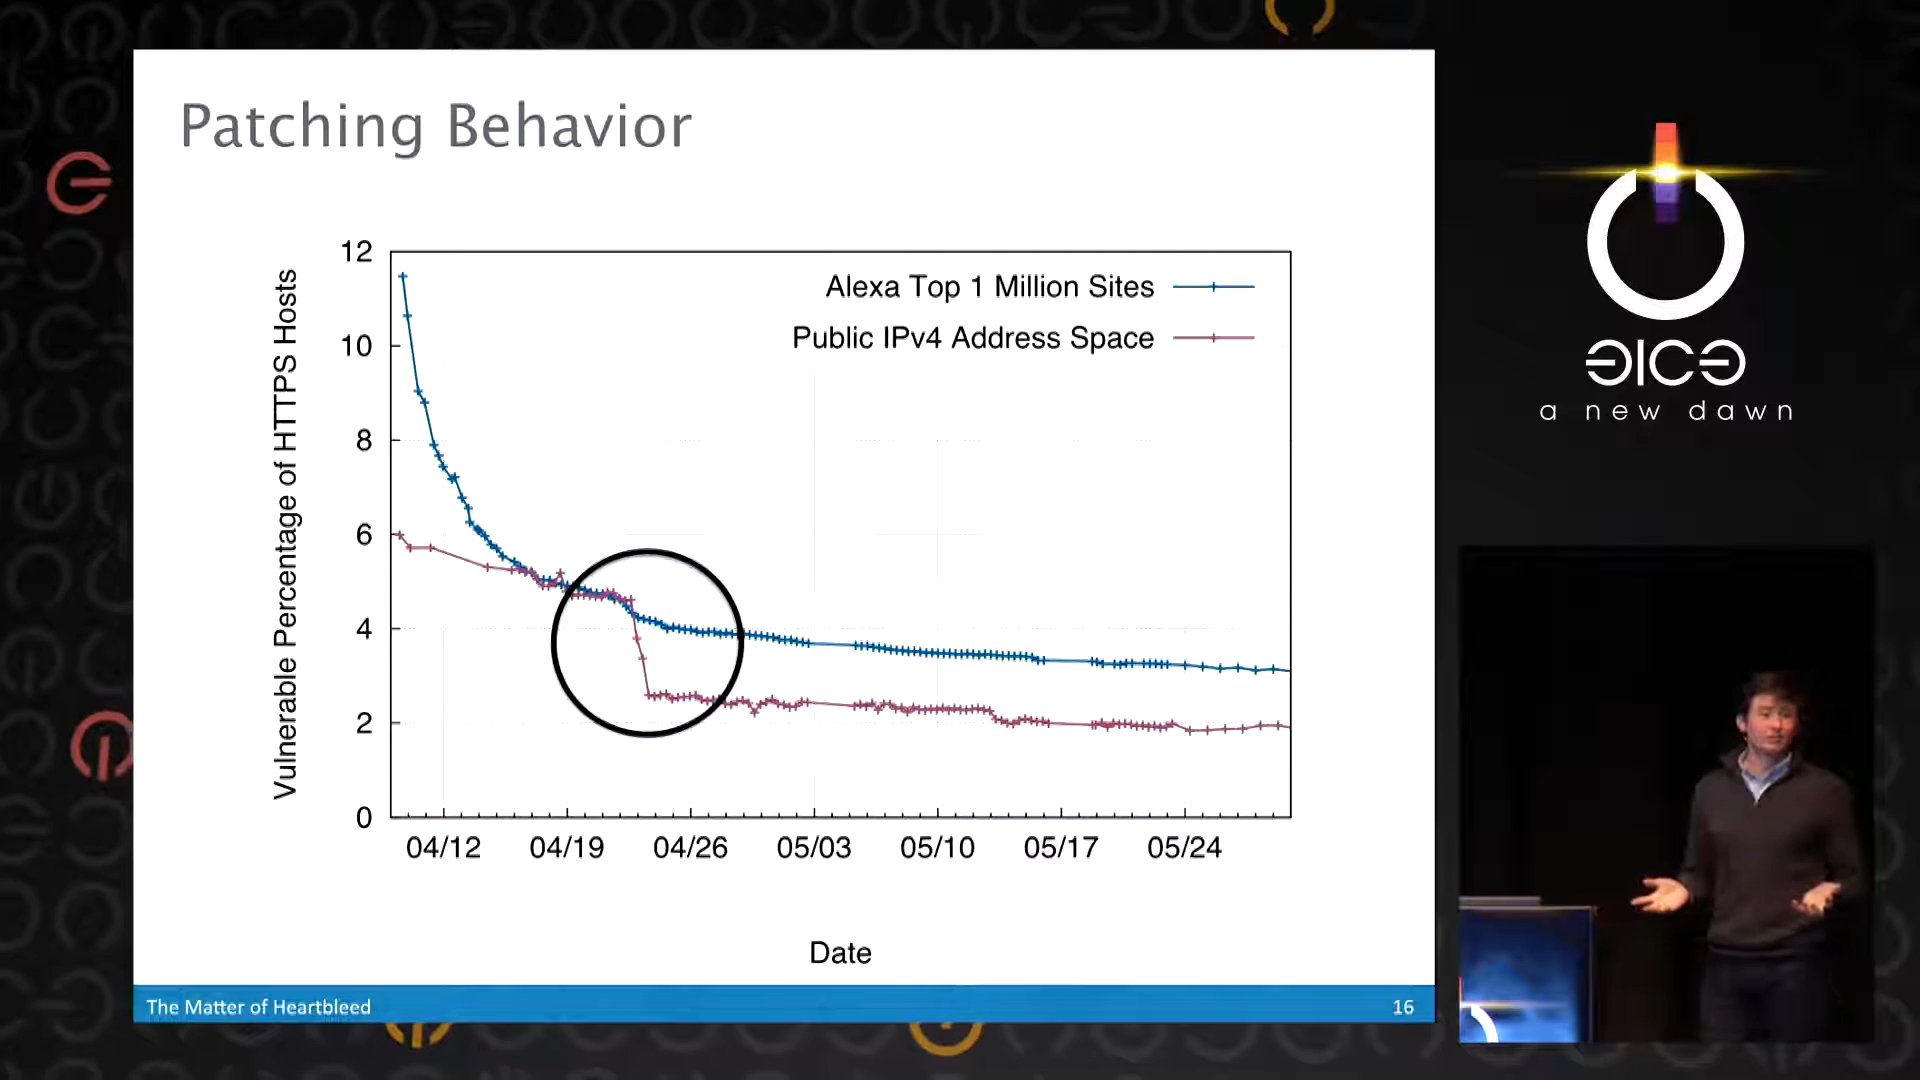 Patching Behavior
Vulnerable Percentage of HTTPS Hosts
12
10
8
6
4
2
0
Alexa Top 1 Million Sites
Public IPv4 Address Space
04/12
04/19
04/26
05/03
05/10
05/17
05/24
Date
The Matter of Heartbleed
16
a new dawn